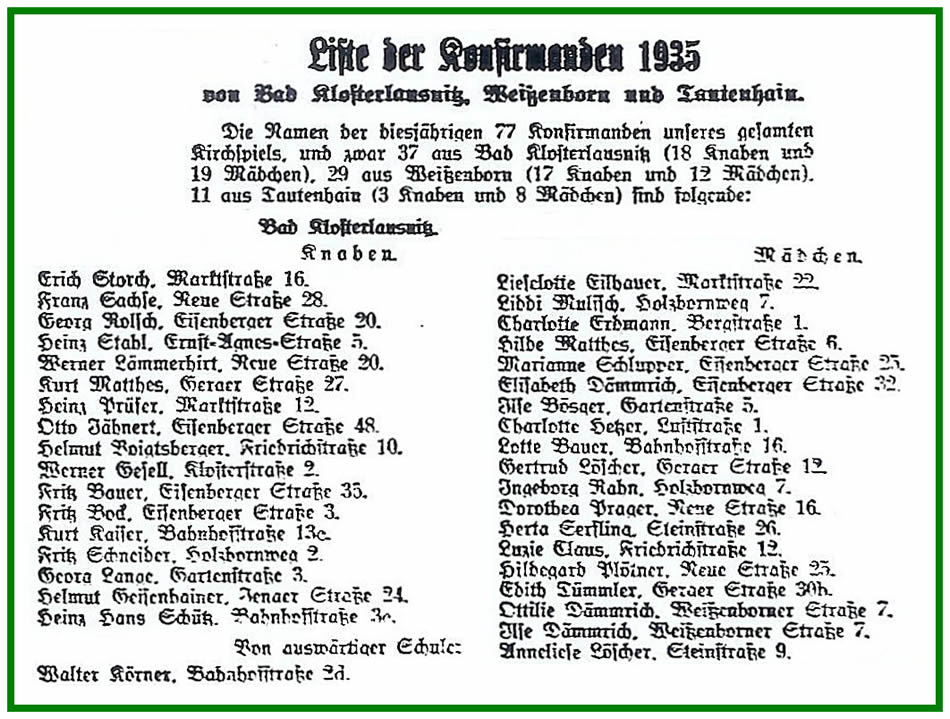 Liste der Konfirmanden 1935
von Bad Klosterlausnitz, Weißenborn und Tautenhain.
Die Namen der diesjährigen 77 Konfirmanden unseres gesamten
Kirchspiels, und zwar 37 aus Bad Klosterlausnitz (18 Knaben und
19 Mädchen), 29 aus Weißenborn (17 Knaben und 12 Mädchen),
11 aus Tautenhain (3 Knaben und 8 Mädchen) sind folgende:
Bad Klosterlausnitz.
Knaben.
Erich Storch, Marktstraße 16.
Franz Sachse, Neue Straße 28.
Georg Rolsch, Eisenberger Straße 20.
Heinz Stahl, Ernst-Agnes-Straße 5.
Werner Lämmerhirt, Neue Straße 20.
Kurt Matthes, Geraer Straße 27.
Heinz Prüfer, Marktstraße 12.
Otto Jähnert, Eisenberger Straße 48.
Helmut Voigtsberger, Friedrichstraße 10.
Werner Gesell, Klosterstraße 2.
Fritz Bauer, Eisenberger Straße 35.
Fritz Bock, Eisenberger Straße 3.
Kurt Kaiser, Bahnhofstraße 13c.
Fritz Schneider, Holzbornweg 2.
Georg Lange, Gartenstraße 3.
Helmut Geisenhainer, Jenaer Straße 24.
Heinz Hans Schütz, Bahnhofstraße
Von auswärtiger Schule:
Walter Körner, Bahnhofstraße 2d.
Mädchen.
Lieselotte Eilhauer, Marktstraße 22.
Liddi Mulisch, Holzbornweg 7.
Charlotte Erdmann, Bergstraße 1.
Hilde Matthes, Eisenberger Straße 6.
Marianne Schlupper, Eisenberger Straße 25.
Elisabeth Dämmrich, Eisenberger Straße 32.
Ilse Bösger, Gartenstraße 5.
Charlotte Hetzer, Luftstraße 1.
Lotte Bauer, Bahnhofstraße 16.
Gertrud Löscher, Geraer Straße 12.
Ingeborg Rahn, Holzbornweg 7.
Dorothea Prager, Neue Straße 16.
Herta Serfling, Steinstraße 26.
Luzie Claus, Friedrichstraße 12.
Hildegard Plötner, Neue Straße 25.
Edith Tümmler, Geraer Straße 30b.
Ottilie Dämmrich, Weißenborner Straße 7.
Ilse Dämmrich, Weißenborner Straße 7.
Anneliese Löscher, Steinstraße 9.